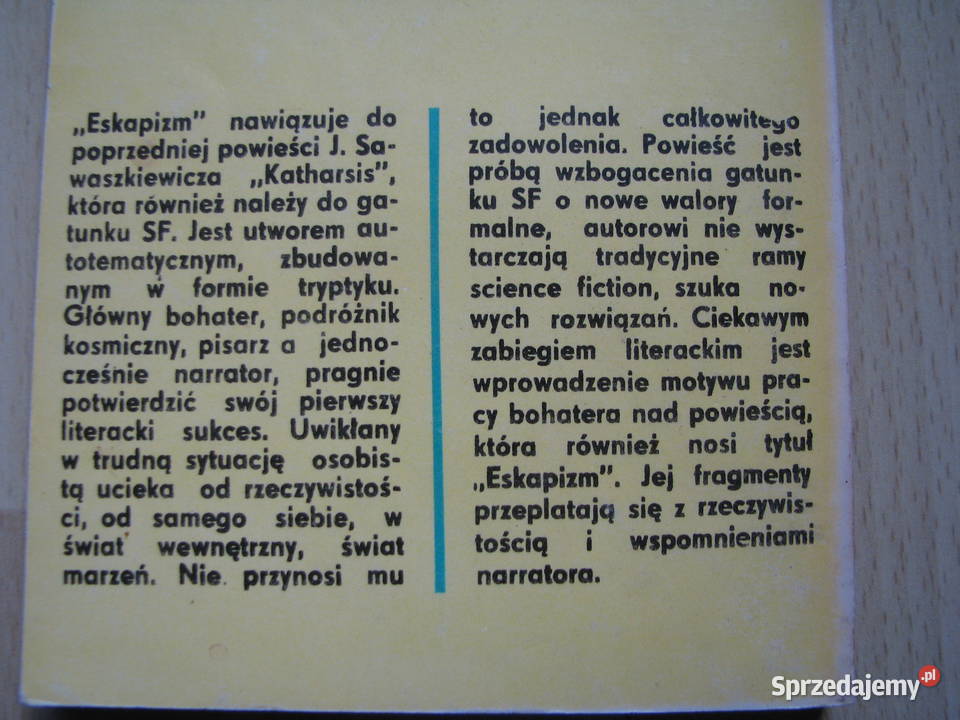 „Eskapizm” nawiązuje do
poprzedniej powieści J. Sa-
waszkiewicza „Katharsis”,
która również należy do ga-
tunku SF. Jest utworem au-
totematycznym, zbudowa-
nym w formie tryptyku.
Główny bohater, podróżnik
kosmiczny, pisarz a jedno-
cześnie narrator, pragnie
potwierdzić swój pierwszy
literacki sukces. Uwikłany
w trudną sytuację osobis-
tą ucieka od rzeczywistoś-
ci, od samego siebie, w
świat wewnętrzny, świat
marzeń. Nie przynosi mu
to jednak całkowitego
zadowolenia. Powieść jest
próbą wzbogacenia gatun-
ku SF o nowe walory for-
malne, autorowi nie wys-
tarczają tradycyjne ramy
science fiction, szuka no-
wych rozwiązań. Ciekawym
zabiegiem literackim jest
wprowadzenie motywu pra-
cy bohatera nad powieścią,
która również nosi tytuł
„Eskapizm”. Jej fragmenty
przeplatają się z rzeczywis-
tością i wspomnieniami
narratora.
Sprzedajemy.pl